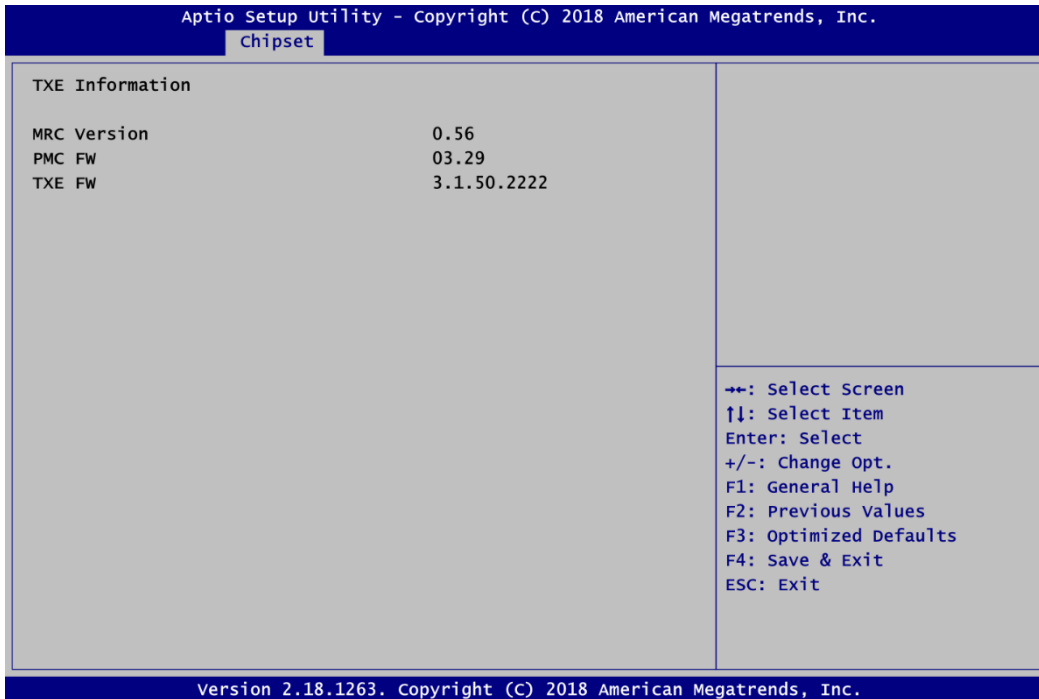 Aptio Setup Utility - Copyright (C) 2018 American Megatrends, Inc.
Chipset
TXE Information
MRC Version 0.56
PMC FW 03.29
TXE FW 3.1.50.2222
→←: Select Screen
↑↓: Select Item
Enter: Select
+/-: Change Opt.
F1: General Help
F2: Previous Values
F3: Optimized Defaults
F4: Save & Exit
ESC: Exit
Version 2.18.1263. Copyright (C) 2018 American Megatrends, Inc.